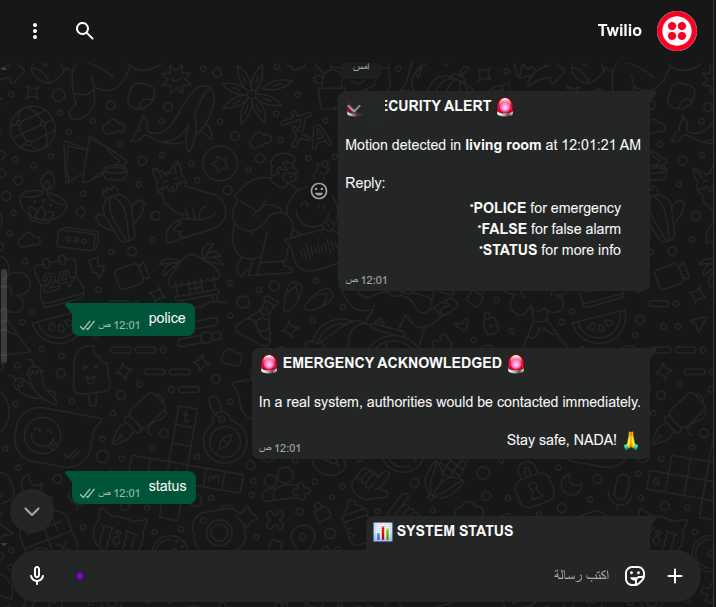 Twilio
أمس
🚨 ECURITY ALERT
Motion detected in living room at 12:01:21 AM
Reply:
•POLICE for emergency
•FALSE for false alarm
•STATUS for more info
12:01 ص
police
12:01 ص
🚨 EMERGENCY ACKNOWLEDGED 🚨
In a real system, authorities would be contacted immediately.
Stay safe, NADA! 🙏
12:01 ص
status
12:01 ص
📊 SYSTEM STATUS
اكتب رسالة